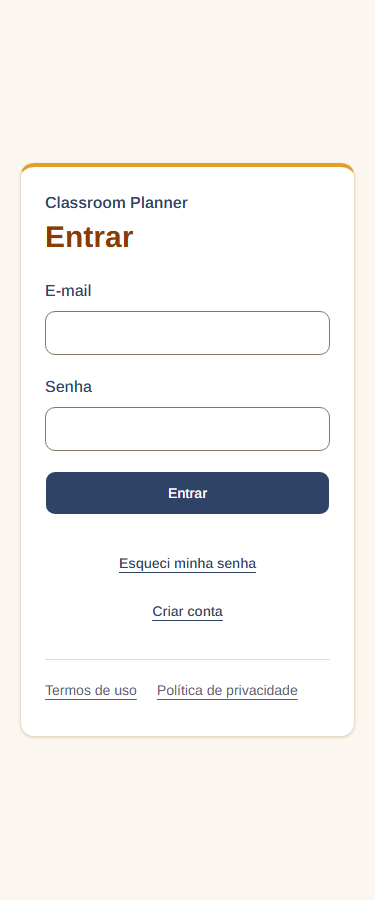 Classroom Planner
Entrar
E-mail
Senha
Entrar
Esqueci minha senha
Criar conta
Termos de uso Política de privacidade